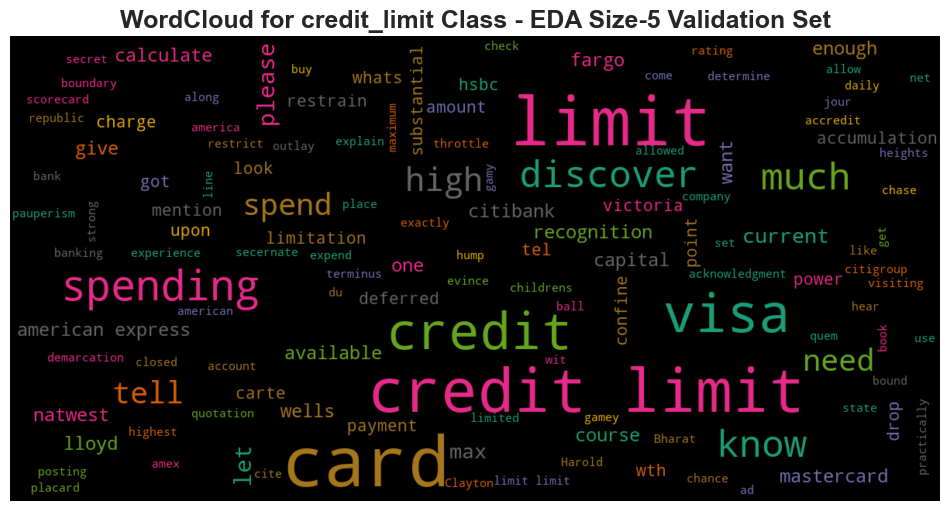 WordCloud for credit_limit Class - EDA Size-5 Validation Set
secret
calculate
please
buy
whats
substantial
check
hsbc
fargo
rating
come
determine
enough
allow
daily
net
boundary
scorecard
along
restrain
amount
limit
jour
republic
charge
america
maximum
accredit
accumulation
give
restrict
outlay
explain
throttle
allowed
want
heights
bank
got
line
look
high
gamy
discover
much
company
chase
pauperism
strong
mention
spend
place
citibank
victoria
upon
exactly
recognition
point
set
current
like
get
banking
experience
secernate
expend
limitation
hump
tel
capital
acknowledgment
power
citigroup
visiting
spending
terminus
one
evince
childrens
american
du
deferred
ball
confine
visa
hear
american express
credit
quem
book
use
demarcation
closed
account
available
wit
need
bound
tell
carte
credit limit
state
natwest
quotation
wells
limited
gamey
drop
practically
highest
payment
course
Bharat
know
lloyd
let
max
posting
amex
cite
card
Harold
wth
chance
mastercard
placard
Clayton
limit limit
ad